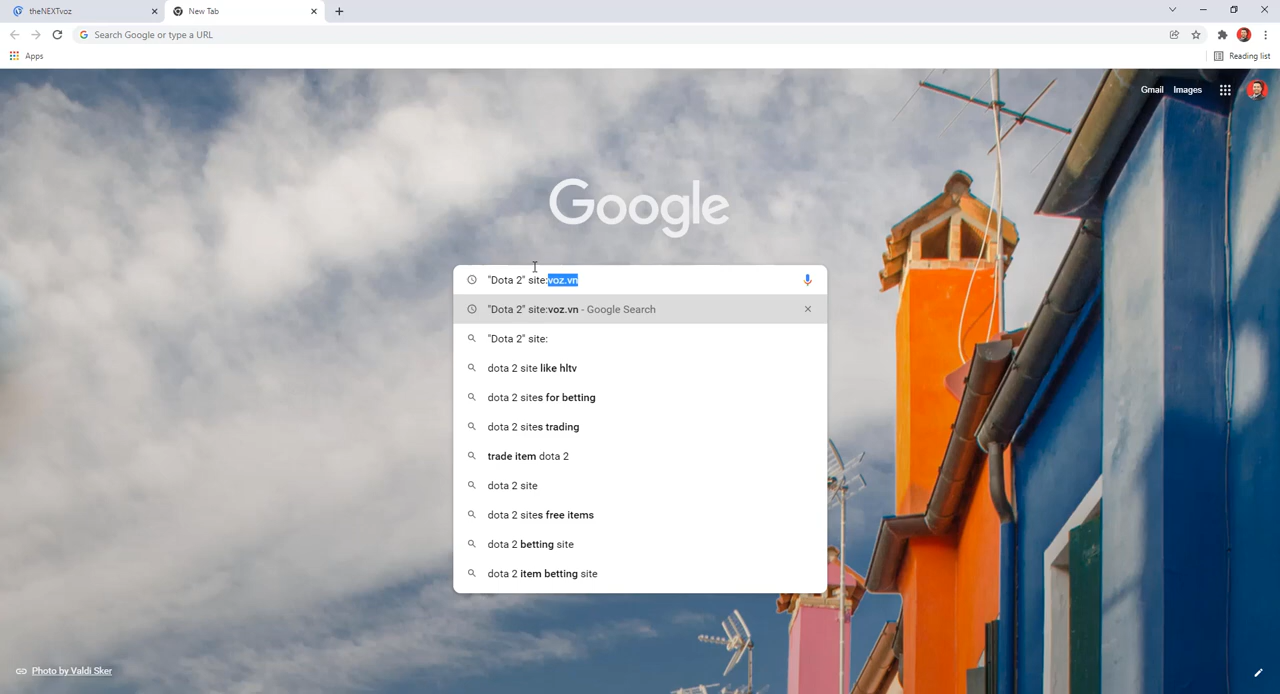 theNEXTvoz
New Tab
Search Google or type a URL
Apps
Reading list
Gmail Images
Google
"Dota 2" site:voz.vn
"Dota 2" site:voz.vn - Google Search
"Dota 2" site:
dota 2 site like hltv
dota 2 sites for betting
dota 2 sites trading
trade item dota 2
dota 2 site
dota 2 sites free items
dota 2 betting site
dota 2 item betting site
Photo by Valdi Sker